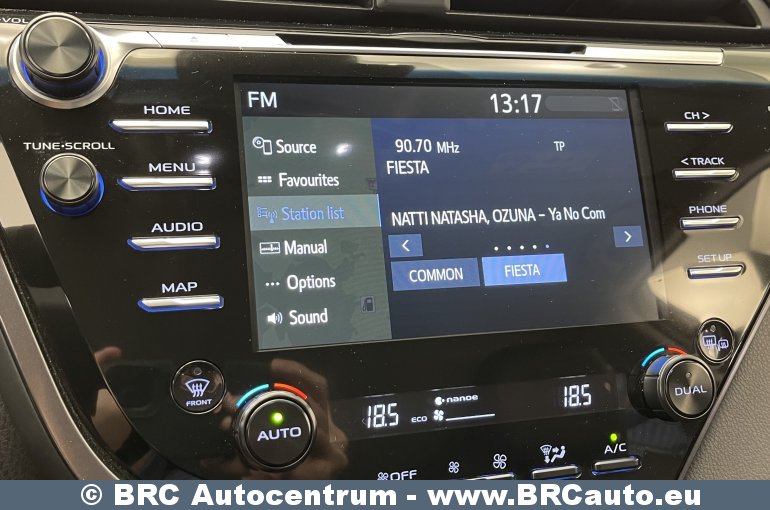 VOL
HOME
TUNE·SCROLL
MENU
AUDIO
MAP
FM 13:17
Source
Favourites
Station list
Manual
Options
Sound
90.70 MHz TP
FIESTA
NATTI NATASHA, OZUNA – Ya No Com
< >
COMMON FIESTA
CH >
< TRACK
PHONE
SETUP
FRONT
AUTO
18.5 ECO nanoe 18.5
DUAL
OFF A/C
© BRC Autocentrum - www.BRCauto.eu